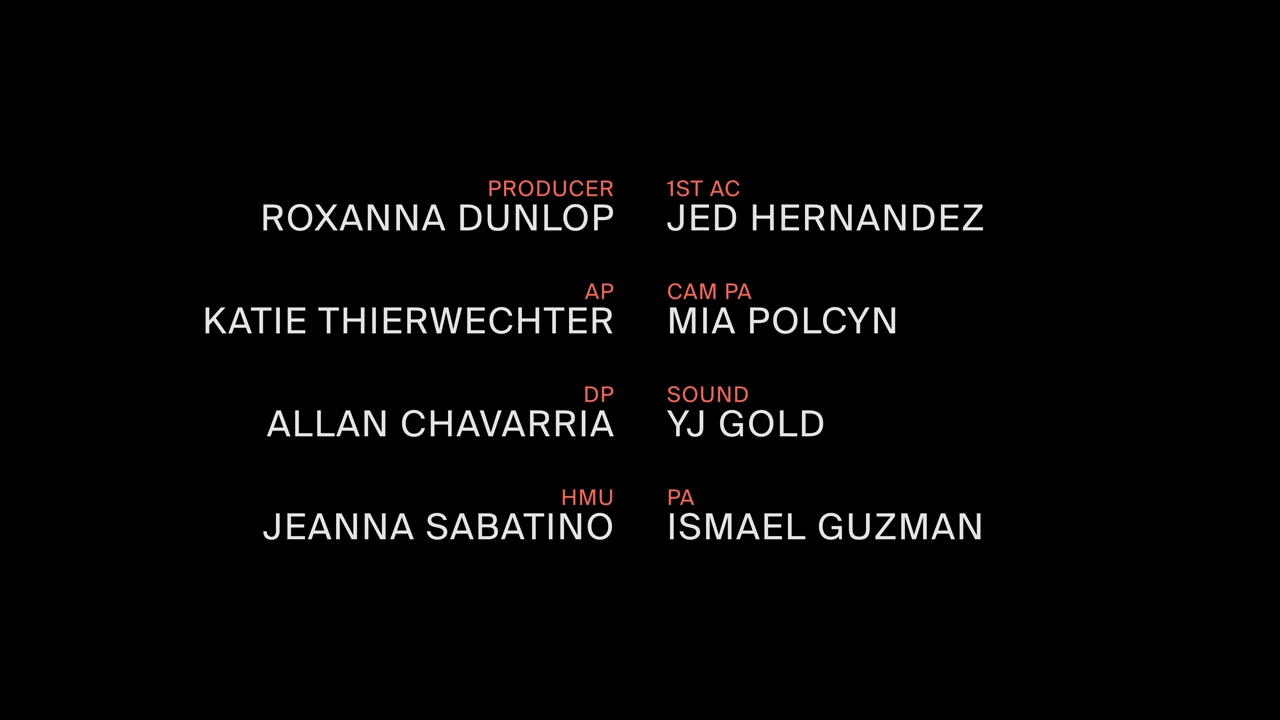 PRODUCER
ROXANNA DUNLOP
AP
KATIE THIERWECHTER
DP
ALLAN CHAVARRIA
HMU
JEANNA SABATINO
1ST AC
JED HERNANDEZ
CAM PA
MIA POLCYN
SOUND
YJ GOLD
PA
ISMAEL GUZMAN